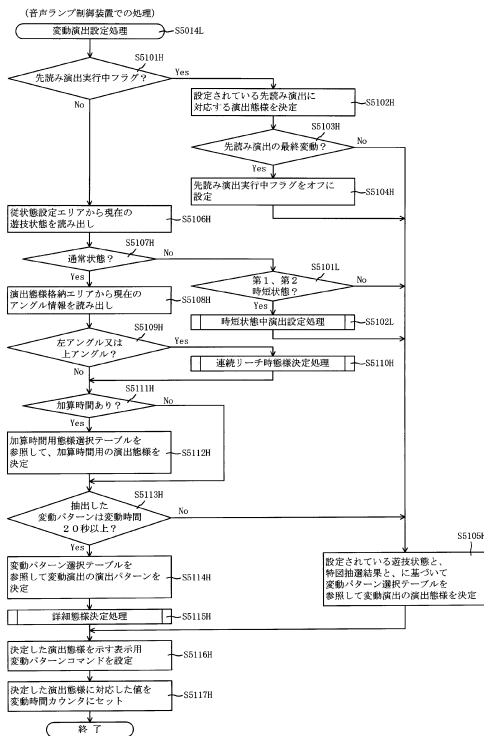 (音声ランプ制御装置での処理)
変動演出設定処理
S5014L
S5101H
先読み演出実行中フラグ?
Yes
No
設定されている先読み演出に
対応する演出態様を決定
S5102H
S5103H
先読み演出の最終変動?
No
Yes
先読み演出実行中フラグをオフに
設定
S5104H
従状態設定エリアから現在の
遊技状態を読み出し
S5106H
S5107H
通常状態?
No
Yes
S5101L
第1、第2
時短状態?
No
Yes
演出態様格納エリアから現在の
アングル情報を読み出し
S5108H
時短状態中演出設定処理
S5102L
S5109H
左アングル又は
上アングル?
Yes
No
連続リーチ時態様決定処理
S5110H
S5111H
加算時間あり?
No
Yes
加算時間用態様選択テーブルを
参照して、加算時間用の演出態様を
決定
S5112H
S5113H
抽出した
変動パターンは変動時間
20秒以上?
No
Yes
S5105H
設定されている遊技状態と、
特図抽選結果と、に基づいて
変動パターン選択テーブルを
参照して変動演出の演出態様を決定
変動パターン選択テーブルを
参照して変動演出の演出パターンを
決定
S5114H
詳細態様決定処理
S5115H
決定した演出態様を示す表示用
変動パターンコマンドを設定
S5116H
決定した演出態様に対応した値を
変動時間カウンタにセット
S5117H
終了